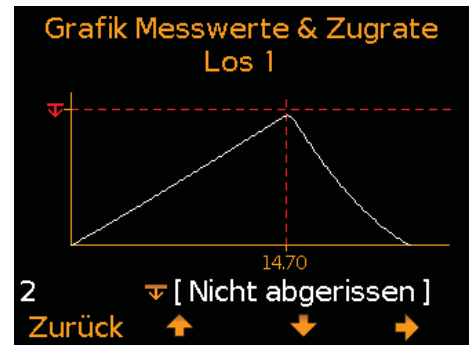 Grafik Messwerte & Zugrate
Los 1
14.70
2 [ Nicht abgerissen ]
Zurück